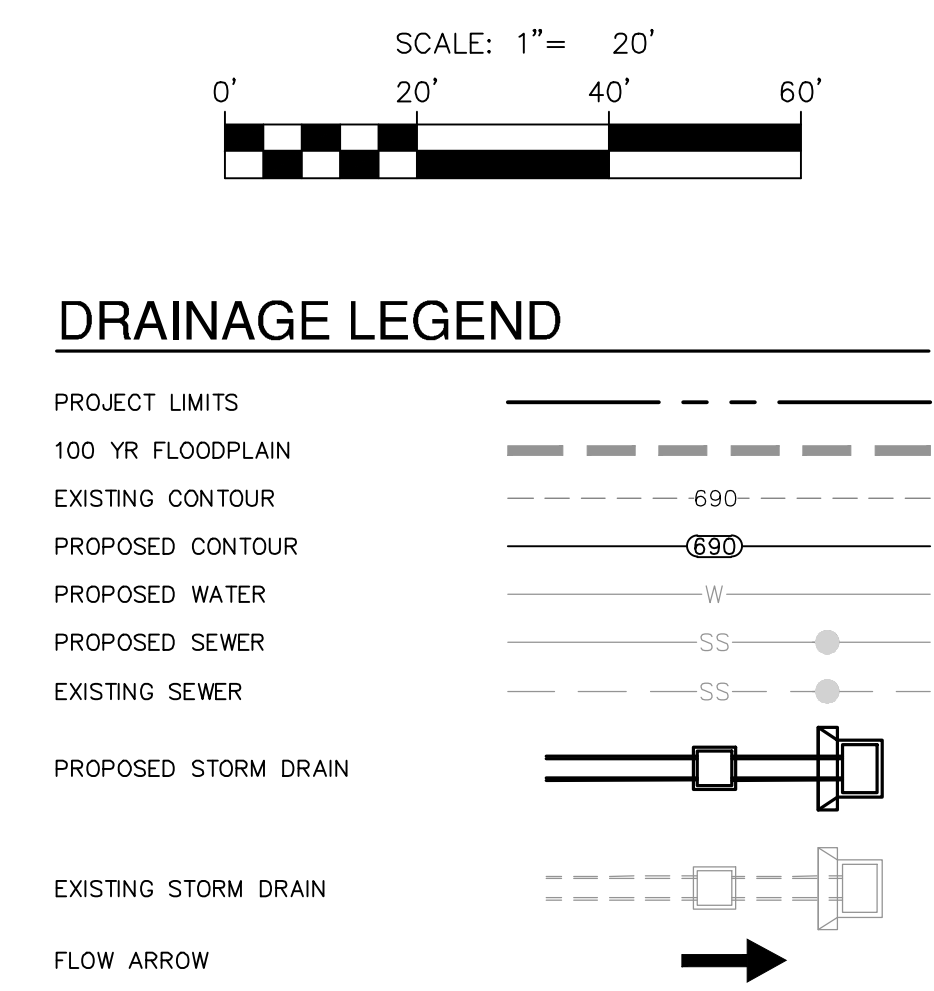 SCALE: 1"= 20'
0' 20' 40' 60'
DRAINAGE LEGEND
PROJECT LIMITS
100 YR FLOODPLAIN
EXISTING CONTOUR 690
PROPOSED CONTOUR 690
PROPOSED WATER W
PROPOSED SEWER SS
EXISTING SEWER SS
PROPOSED STORM DRAIN
EXISTING STORM DRAIN
FLOW ARROW